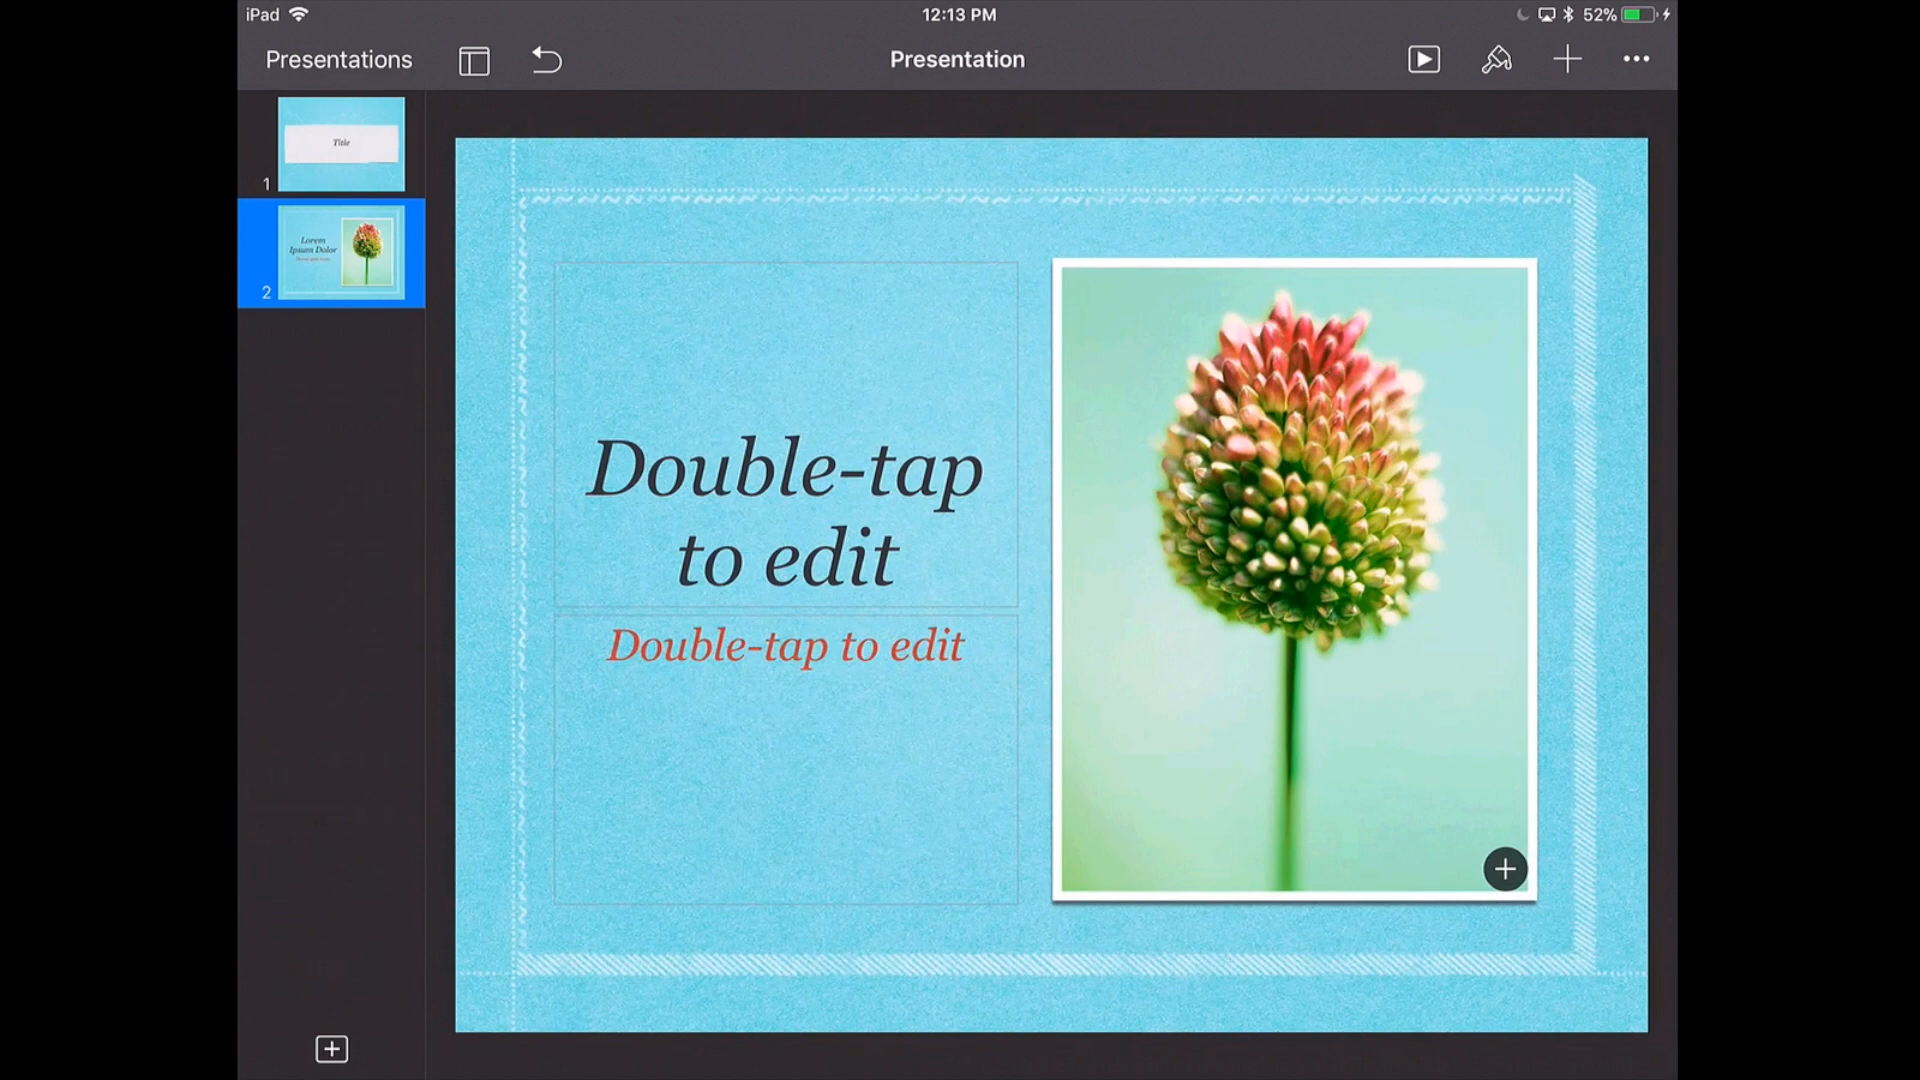 iPad 12:13 PM 52%
Presentations Presentation
Title
1
Lorem
Ipsum Dolor
2
Double-tap
to edit
Double-tap to edit